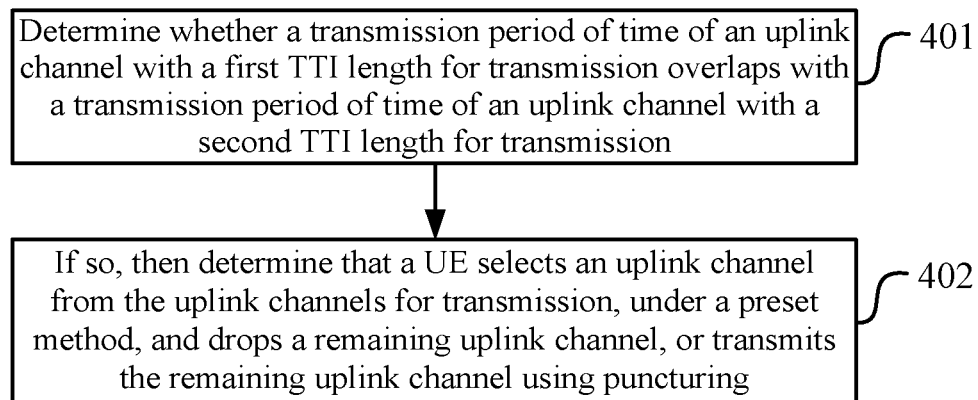 Determine whether a transmission period of time of an uplink
channel with a first TTI length for transmission overlaps with
a transmission period of time of an uplink channel with a
second TTI length for transmission
401
If so, then determine that a UE selects an uplink channel
from the uplink channels for transmission, under a preset
method, and drops a remaining uplink channel, or transmits
the remaining uplink channel using puncturing
402